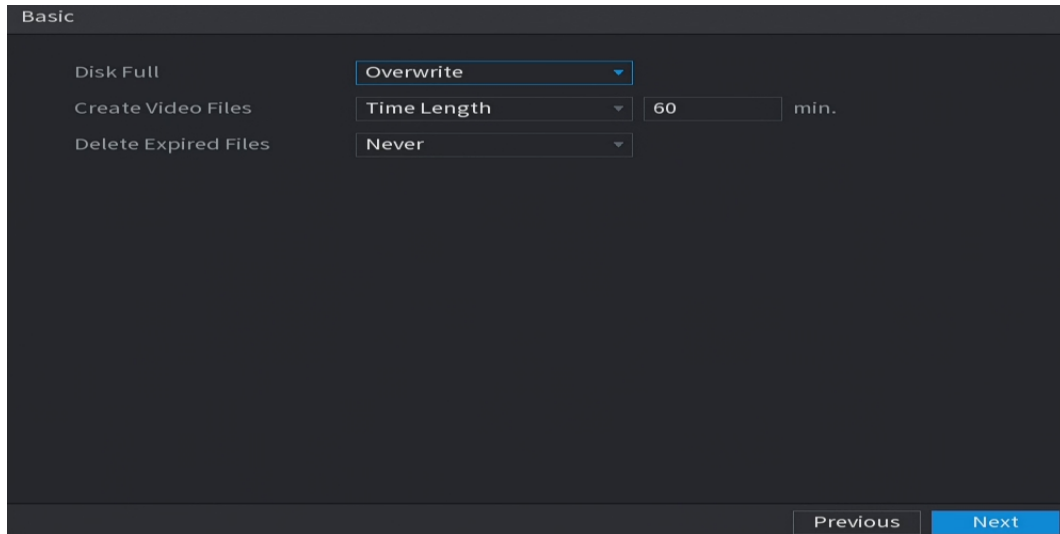 Basic
Disk Full Overwrite
Create Video Files Time Length 60 min.
Delete Expired Files Never
Previous Next